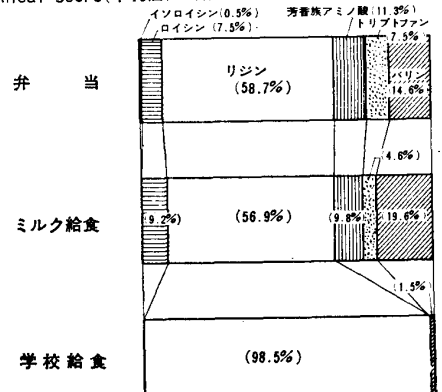 イソロイシン(0.5%) 芳香族アミノ酸(11.3%)
ロイシン(7.5%) トリプトファン
7.5%
弁 当
リジン
(58.7%)
バリン
14.6%
(4.6%)
ミルク給食
(9.2%) (56.9%) (9.8%) (19.6%)
(1.5%)
学校給食
(98.5%)